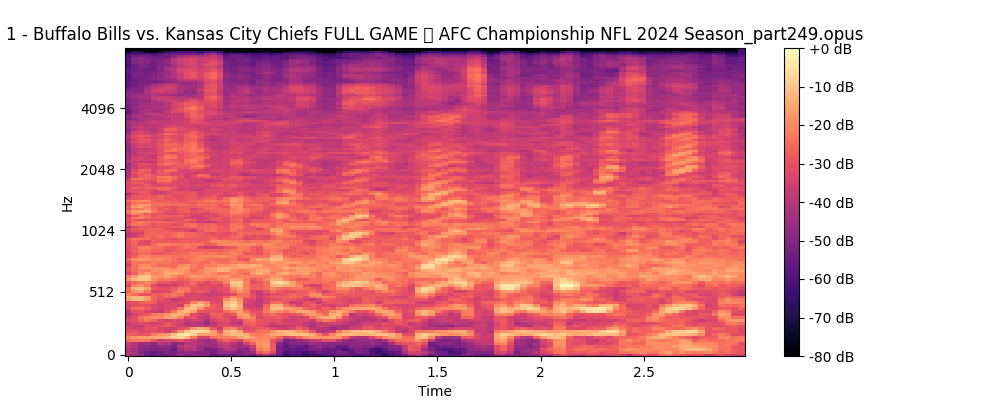 1 - Buffalo Bills vs. Kansas City Chiefs FULL GAME AFC Championship NFL 2024 Season_part249.opus
+0 dB
-10 dB
-20 dB
-30 dB
-40 dB
-50 dB
-60 dB
-70 dB
-80 dB
4096
2048
1024
512
0
Hz
0
0.5
1
1.5
2
2.5
Time